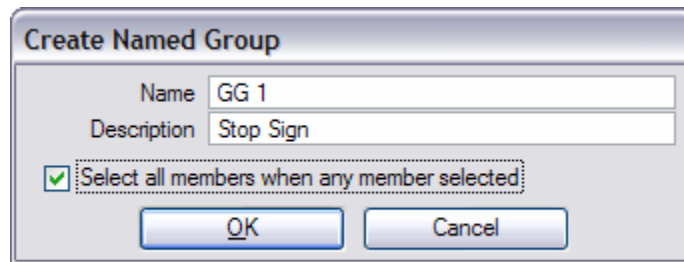 Create Named Group
Name GG 1
Description Stop Sign
Select all members when any member selected
OK Cancel